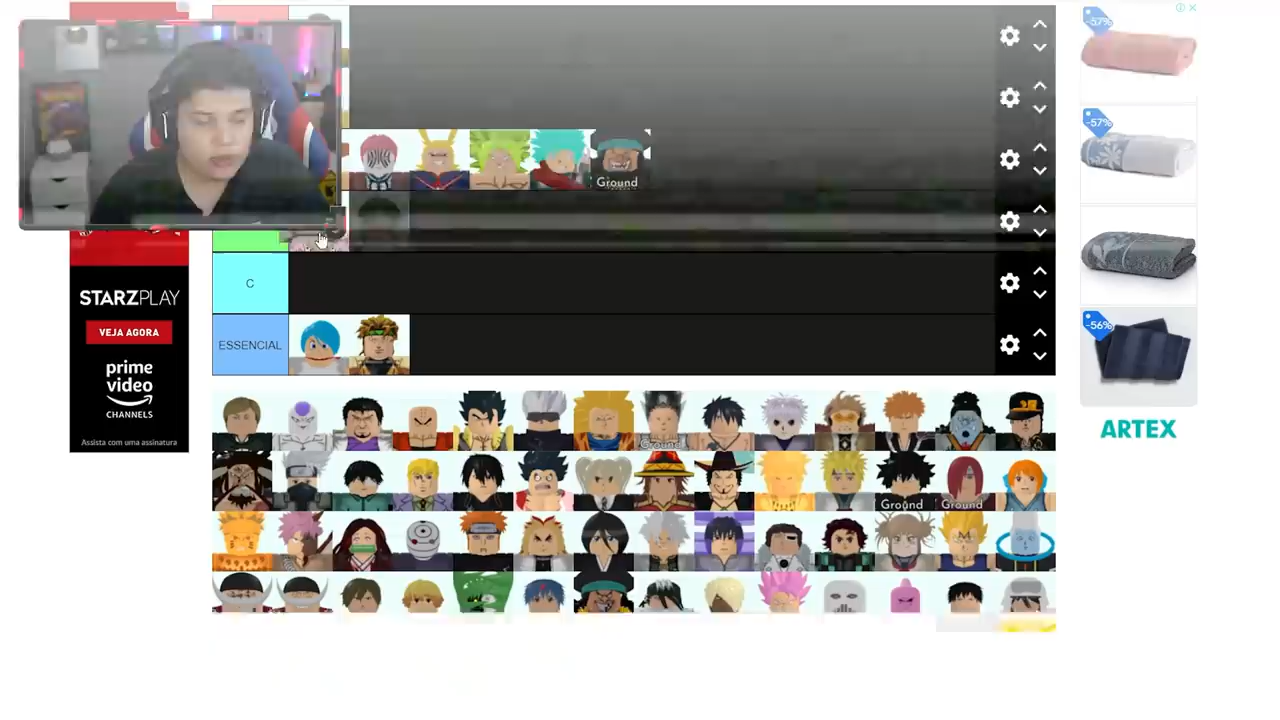 -57%
Ground
-57%
C
STARZPLAY
VEJA AGORA
prime video
CHANNELS
Assista com uma assinatura
ESSENCIAL
-56%
ARTEX
Ground
Ground
Ground